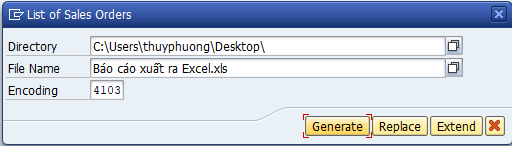 List of Sales Orders
Directory C:\Users\thuyphuong\Desktop\
File Name Báo cáo xuất ra Excel.xls
Encoding 4103
Generate Replace Extend